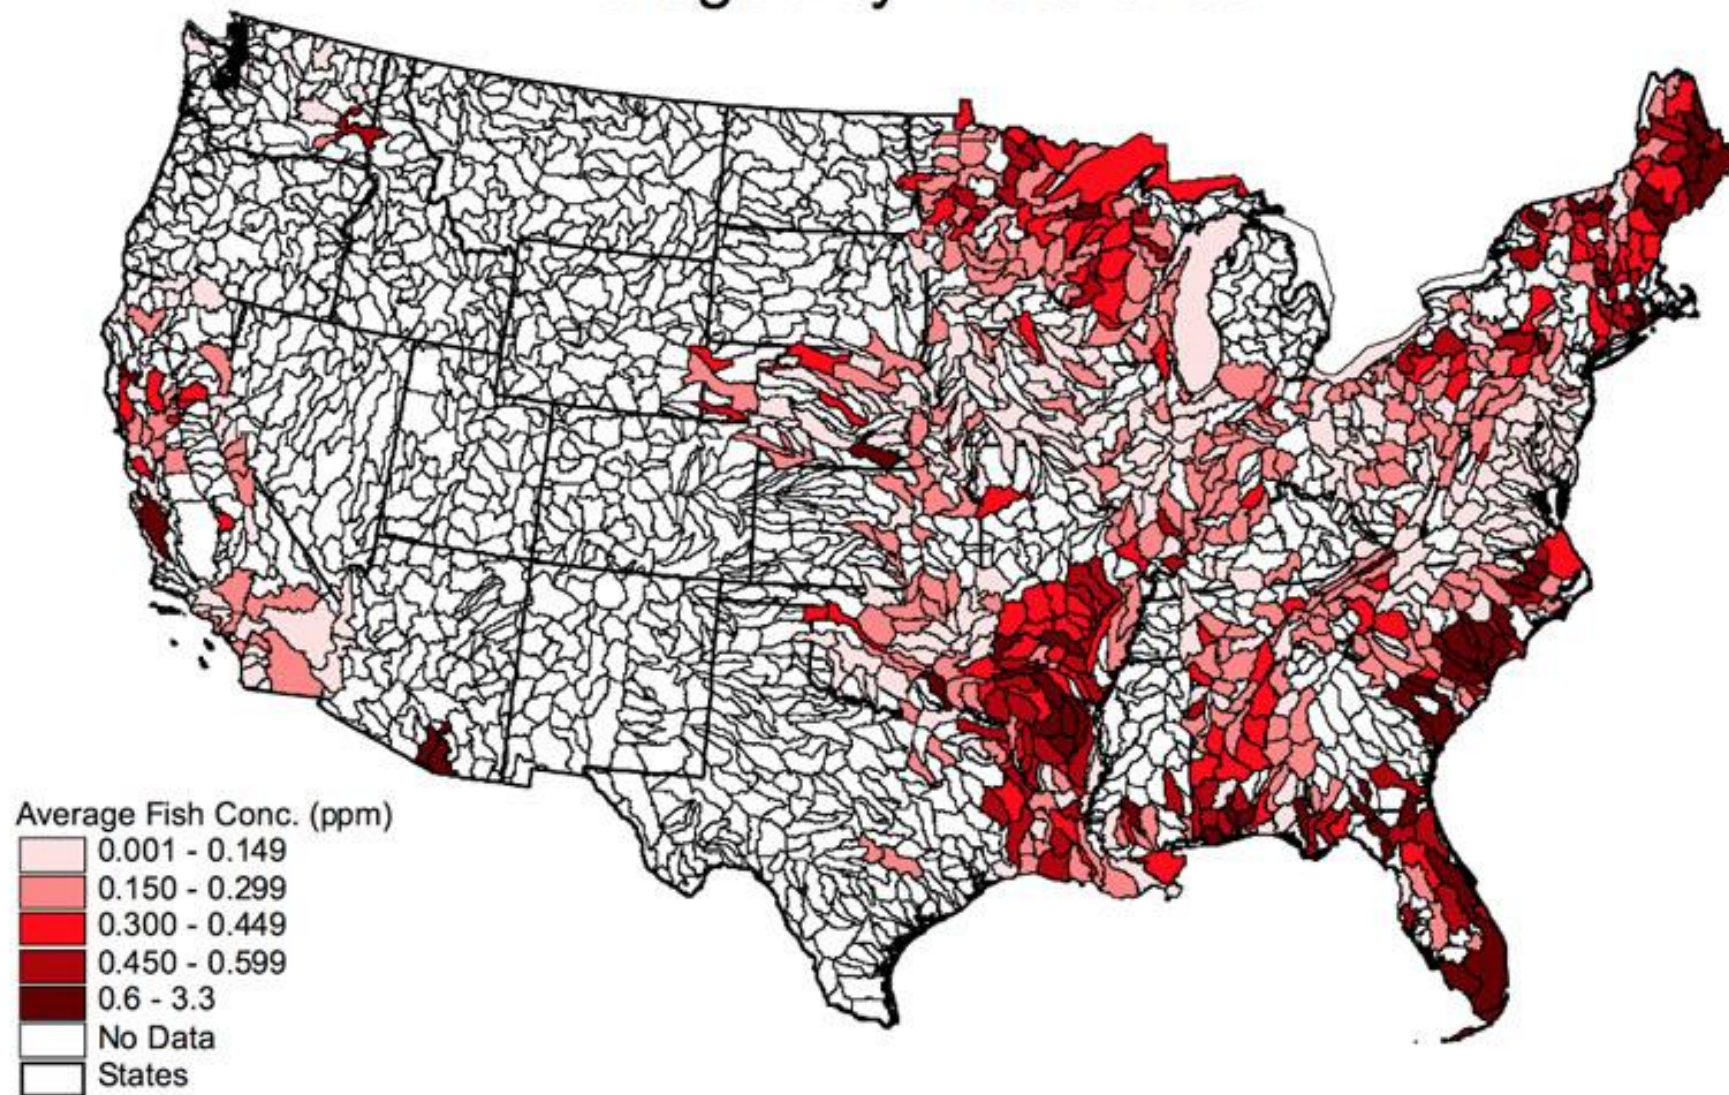 Average Fish Conc. (ppm)
0.001 - 0.149
0.150 - 0.299
0.300 - 0.449
0.450 - 0.599
0.6 - 3.3
No Data
States